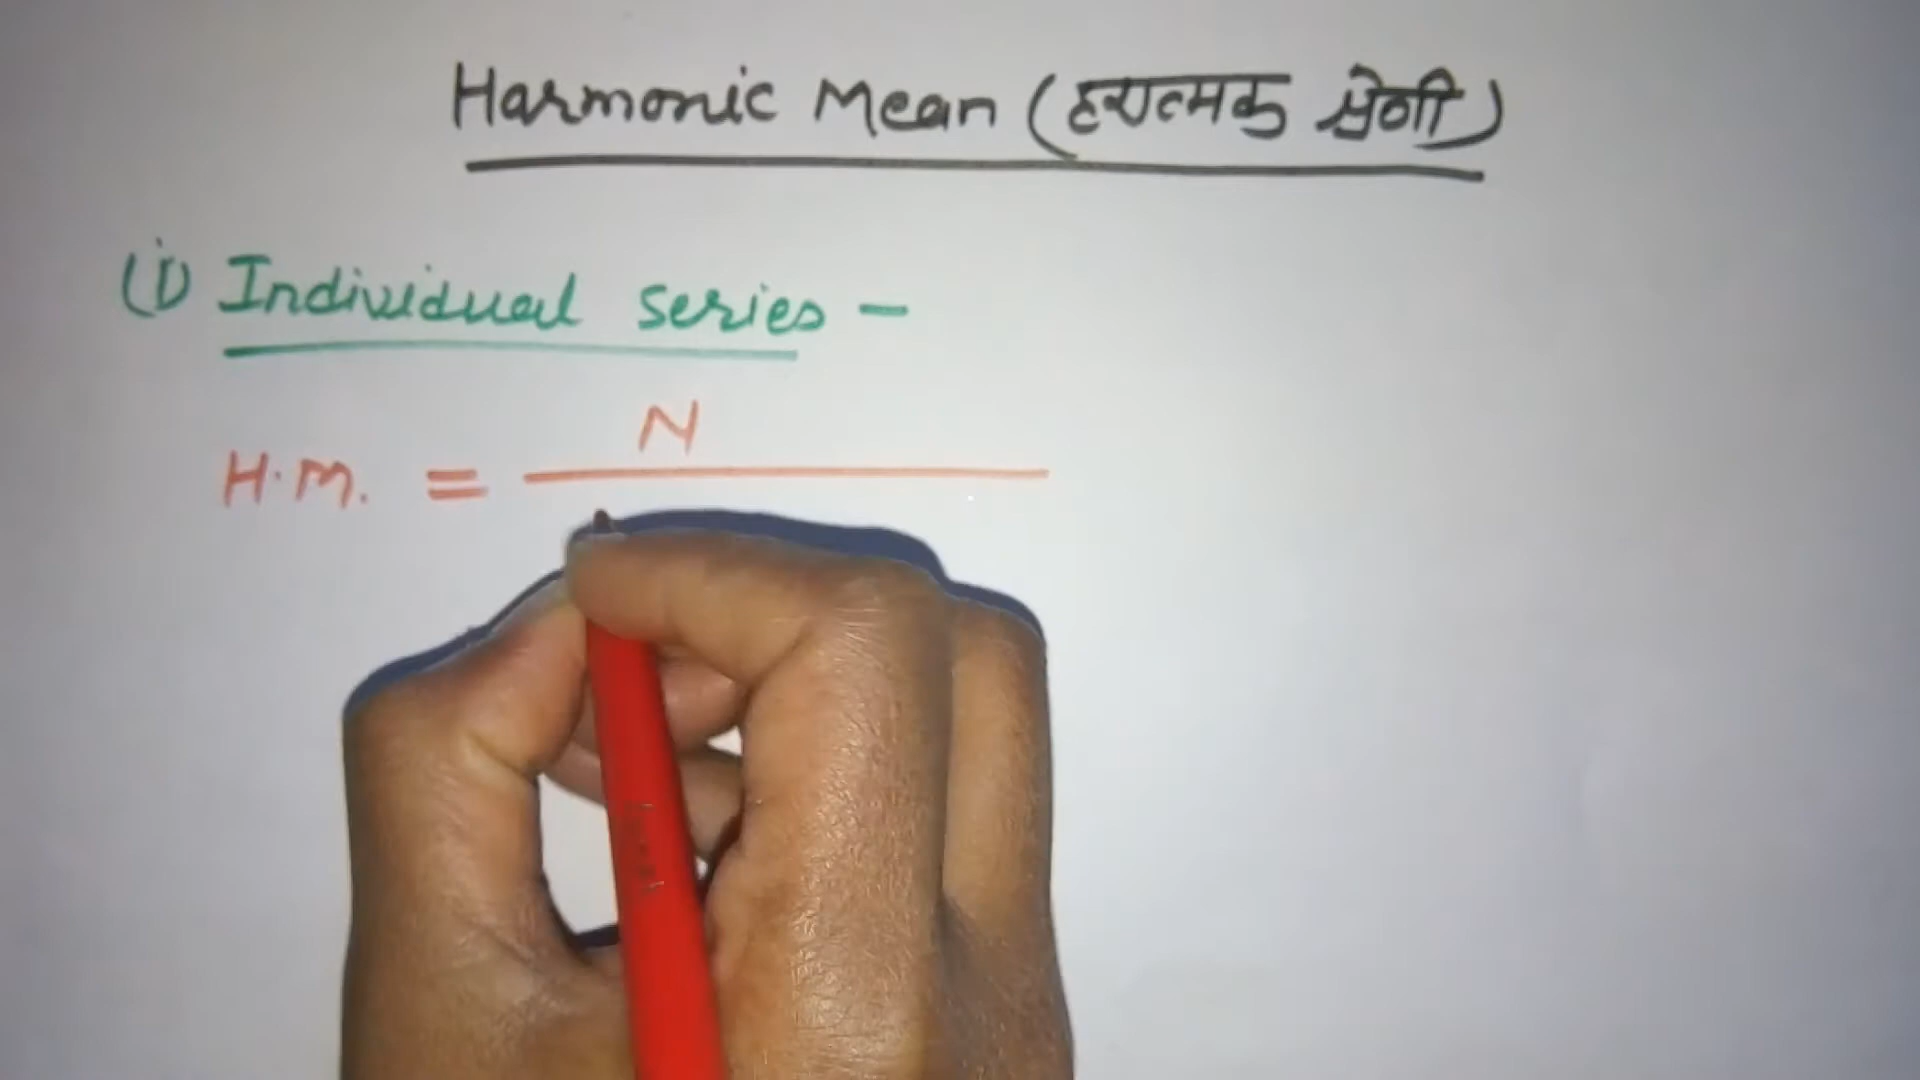 Harmonic Mean (हरात्मक श्रेणी)
(i) Individual series -
N
H.M. =